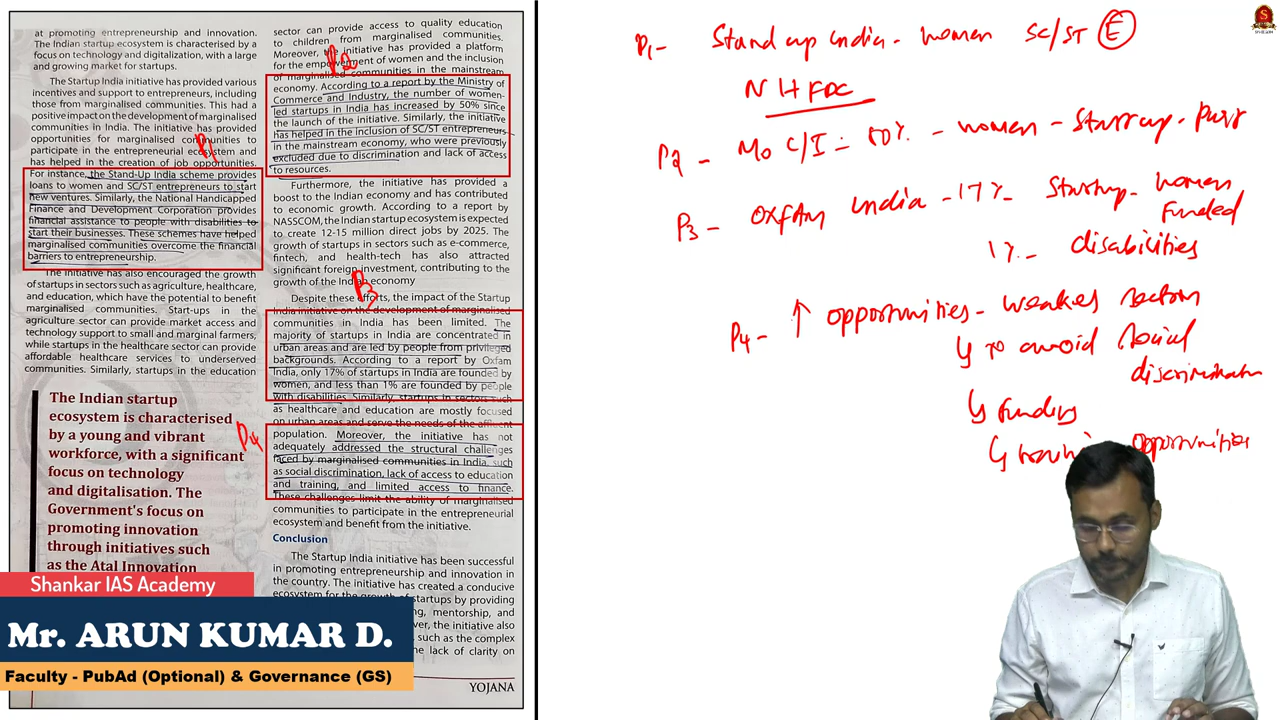 at promoting entrepreneurship and innovation.
The Indian startup ecosystem is characterised by a
focus on technology and digitalization, with a large
and growing market for startups.
The Startup India initiative has provided various
incentives and support to entrepreneurs, including
those from marginalised communities. This had a
positive impact on the development of marginalised
communities in India. The initiative has provided
opportunities for marginalised communities to
participate in the entrepreneurial ecosystem and
has helped in the creation of job opportunities.
For instance, the Stand-Up India scheme provides
loans to women and SC/ST entrepreneurs to start
new ventures. Similarly, the National Handicapped
Finance and Development Corporation provides
financial assistance to people with disabilities to
start their businesses. These schemes have helped
marginalised communities overcome the financial
barriers to entrepreneurship.
The initiative has also encouraged the growth
of startups in sectors such as agriculture, healthcare,
and education, which have the potential to benefit
marginalised communities. Start-ups in the
agriculture sector can provide market access and
technology support to small and marginal farmers,
while startups in the healthcare sector can provide
affordable healthcare services to underserved
communities. Similarly, startups in the education
The Indian startup
ecosystem is characterised
by a young and vibrant
workforce, with a significant
focus on technology
and digitalisation. The
Government's focus on
promoting innovation
through initiatives such
as the Atal Innovation
sector can provide access to quality education
to children from marginalised communities.
Moreover, the initiative has provided a platform
for the empowerment of women and the inclusion
of marginalised communities in the mainstream
economy. According to a report by the Ministry of
Commerce and Industry, the number of women-
led startups in India has increased by 50% since
the launch of the initiative. Similarly, the initiative
has helped in the inclusion of SC/ST entrepreneurs
in the mainstream economy, who were previously
excluded due to discrimination and lack of access
to resources.
Furthermore, the initiative has provided a
boost to the Indian economy and has contributed
to economic growth. According to a report by
NASSCOM, the Indian startup ecosystem is expected
to create 12-15 million direct jobs by 2025. The
growth of startups in sectors such as e-commerce,
fintech, and health-tech has also attracted
significant foreign investment, contributing to the
growth of the Indian economy
Despite these efforts, the impact of the Startup
India initiative on the development of marginalised
communities in India has been limited. The
majority of startups in India are concentrated in
urban areas and are led by people from privileged
backgrounds. According to a report by Oxfam
India, only 17% of startups in India are founded by
women, and less than 1% are founded by people
with disabilities. Similarly, startups in sectors such
as healthcare and education are mostly focused
on urban areas and serve the needs of the affluent
population. Moreover, the initiative has not
adequately addressed the structural challenges
faced by marginalised communities in India, such
as social discrimination, lack of access to education
and training, and limited access to finance.
These challenges limit the ability of marginalised
communities to participate in the entrepreneurial
ecosystem and benefit from the initiative.
Conclusion
The Startup India initiative has been successful
in promoting entrepreneurship and innovation in
the country. The initiative has created a conducive
ecosystem for the growth of startups by providing
mentorship, and
the initiative also
such as the complex
the lack of clarity on
YOJANA
P1
P2
P3
P4
P1 - Stand up India - women SC/ST E
NHFDC
P2 - Mo C/I = 50% - women - Startup -
P3 - Oxfam India - 17% - Startup - women
funded
1% - disabilities
P4 - ↑ opportunities - weaker section
↳ to avoid social
discrimination
↳ funding
↳ opportunities
Shankar IAS Academy
Mr. ARUN KUMAR D.
Faculty - PubAd (Optional) & Governance (GS)